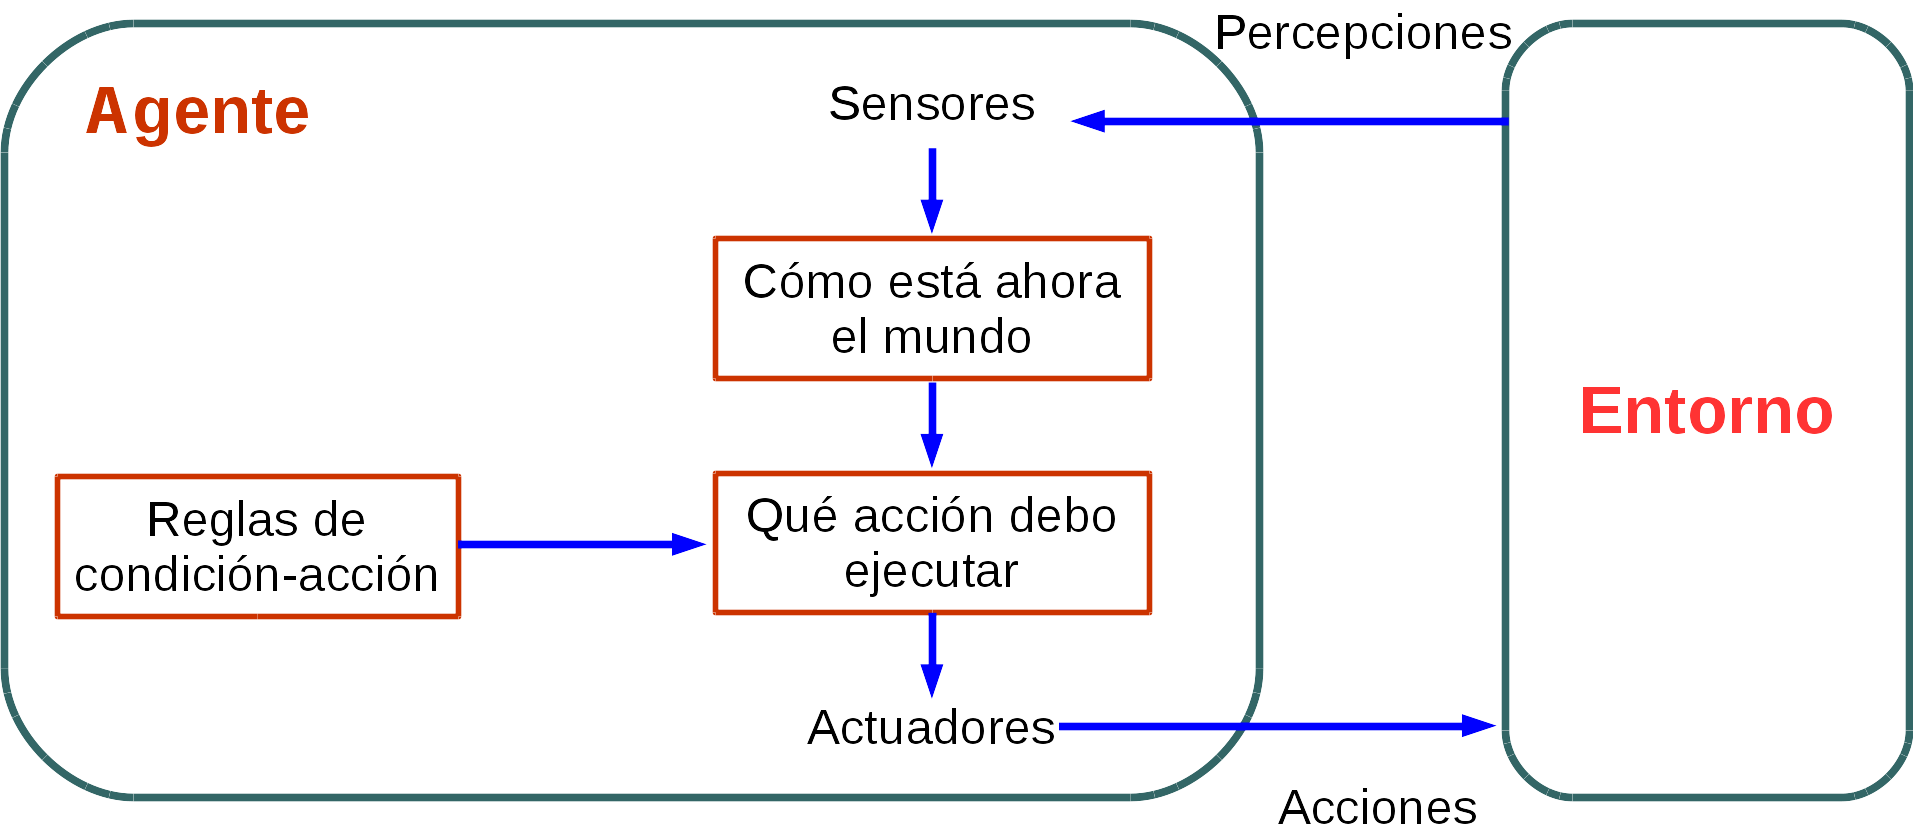 Percepciones
Agente
Sensores
Cómo está ahora
el mundo
Entorno
Reglas de
condición-acción
Qué acción debo
ejecutar
Actuadores
Acciones